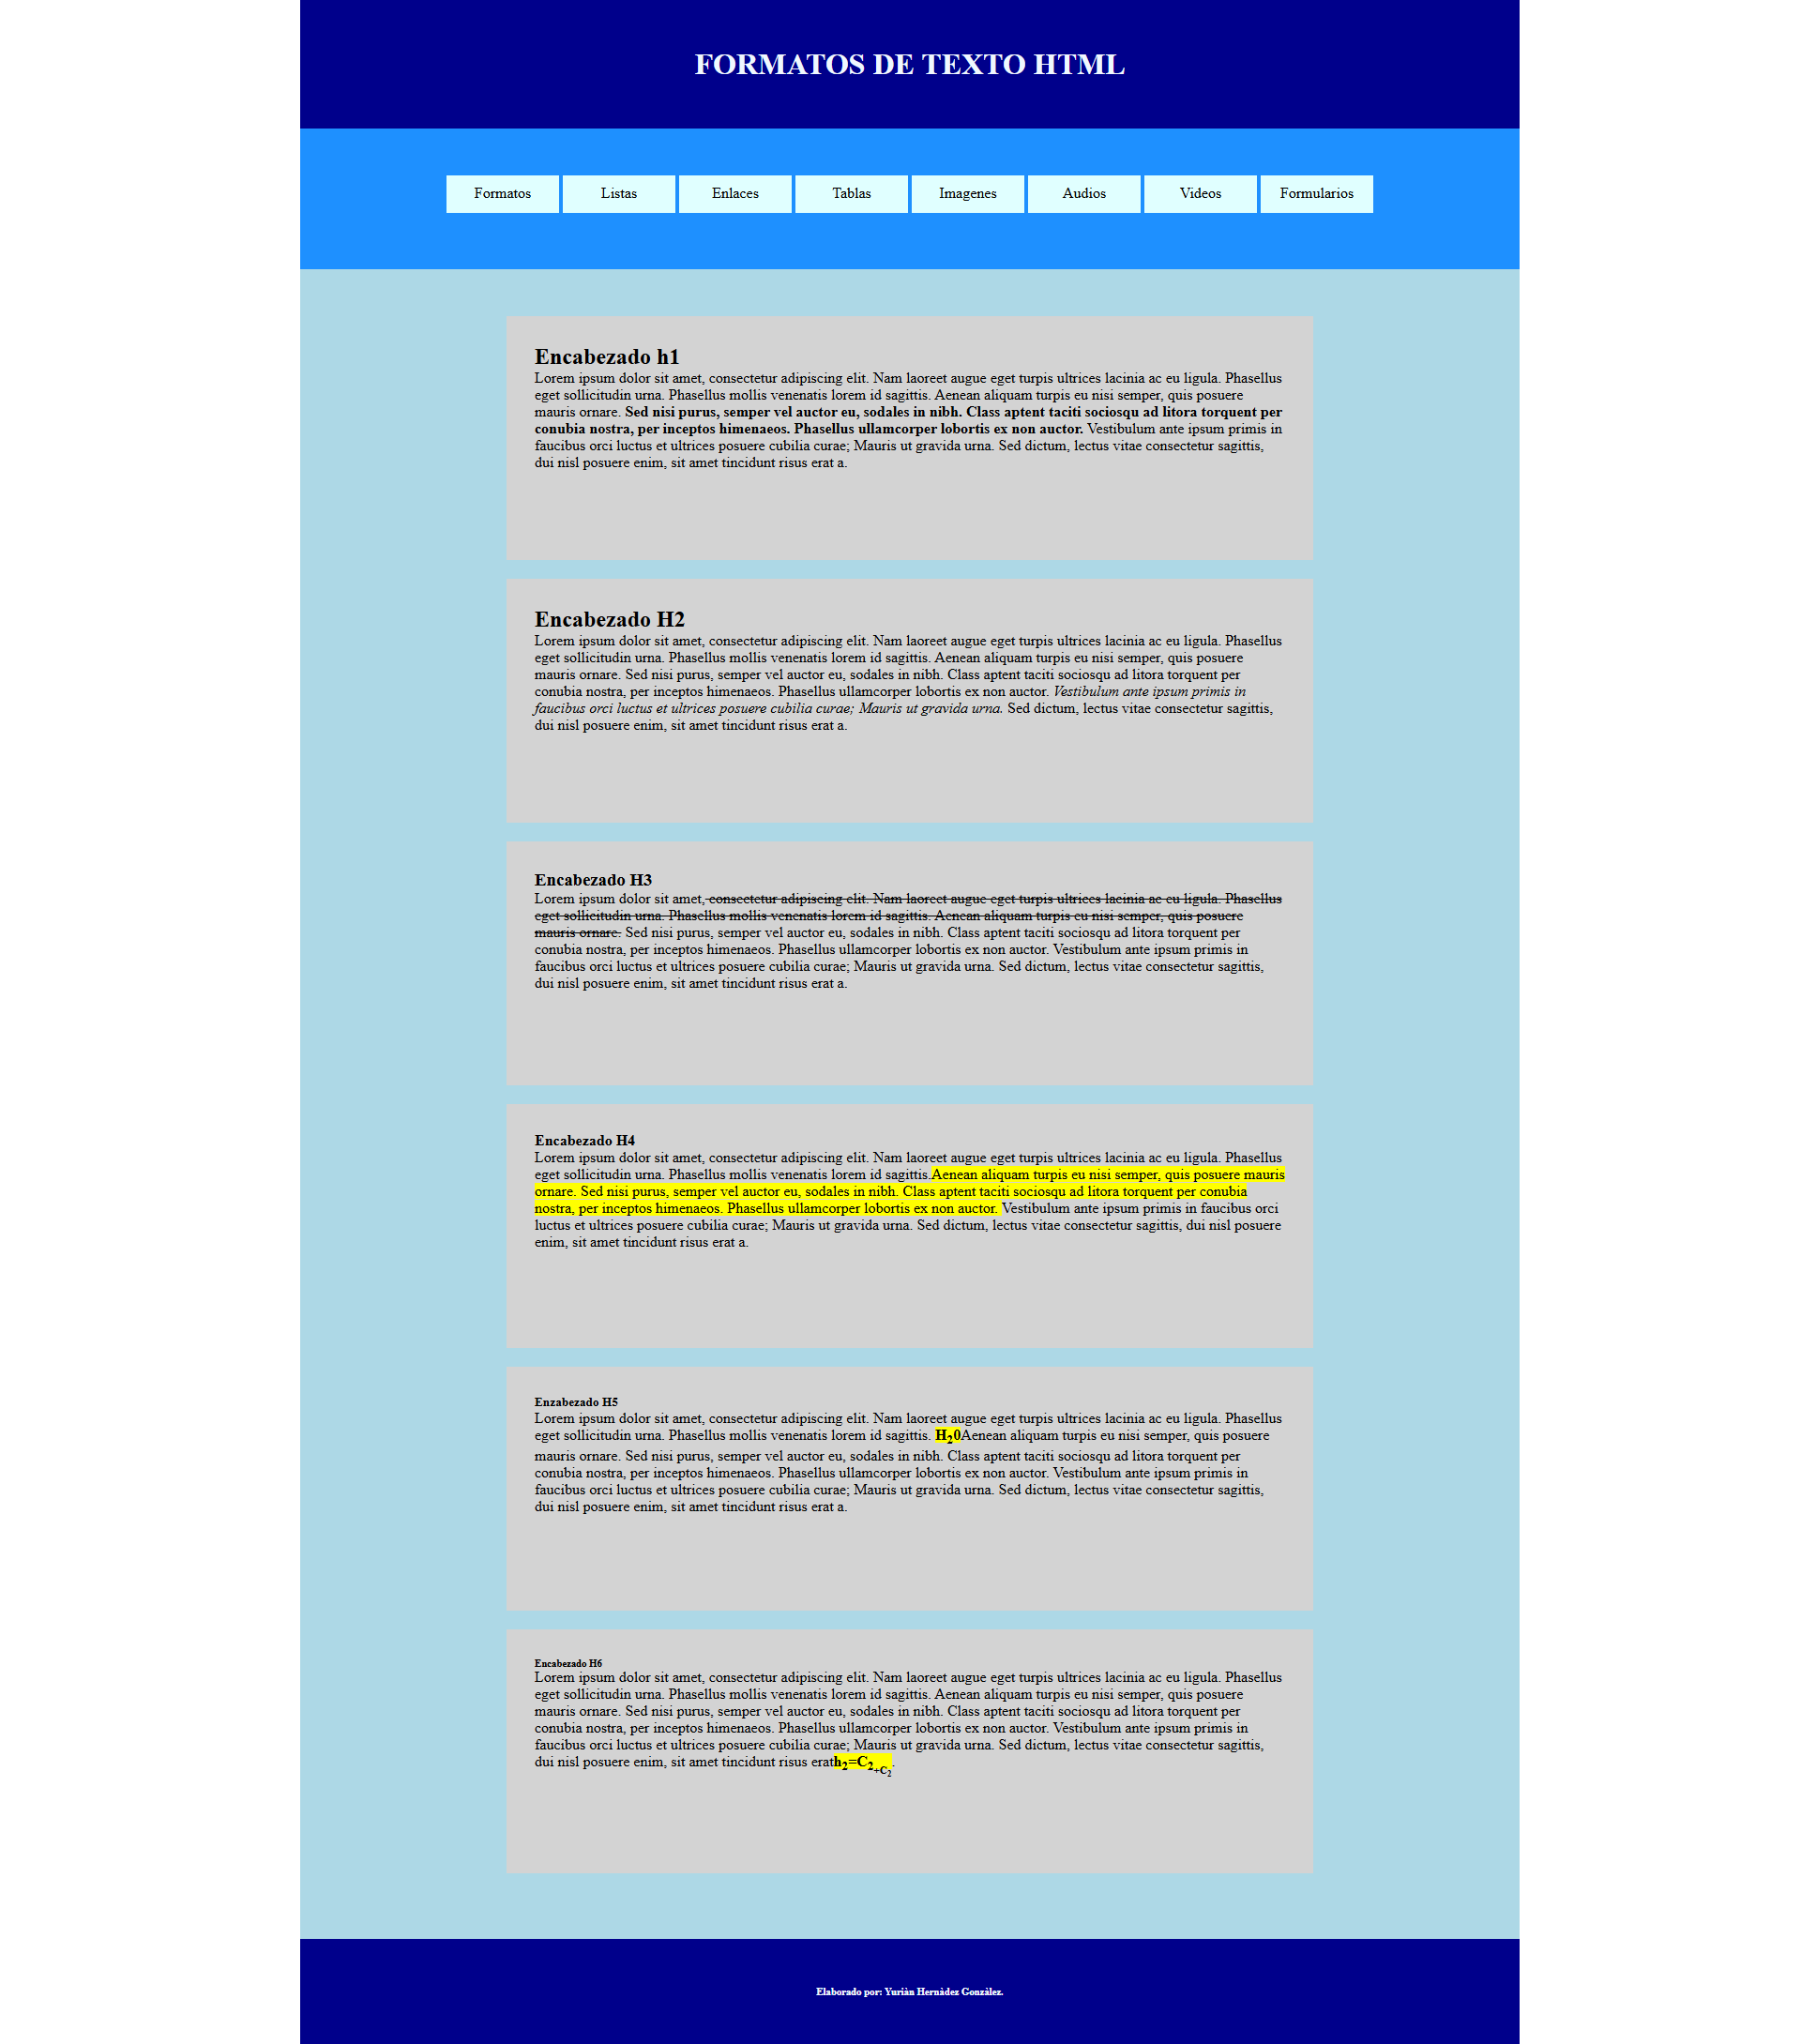 FORMATOS DE TEXTO HTML
Formatos Listas Enlaces Tablas Imagenes Audios Videos Formularios
Encabezado h1
Lorem ipsum dolor sit amet, consectetur adipiscing elit. Nam laoreet augue eget turpis ultrices lacinia ac eu ligula. Phasellus
eget sollicitudin urna. Phasellus mollis venenatis lorem id sagittis. Aenean aliquam turpis eu nisi semper, quis posuere
mauris ornare. Sed nisi purus, semper vel auctor eu, sodales in nibh. Class aptent taciti sociosqu ad litora torquent per
conubia nostra, per inceptos himenaeos. Phasellus ullamcorper lobortis ex non auctor. Vestibulum ante ipsum primis in
faucibus orci luctus et ultrices posuere cubilia curae; Mauris ut gravida urna. Sed dictum, lectus vitae consectetur sagittis,
dui nisl posuere enim, sit amet tincidunt risus erat a.
Encabezado H2
Lorem ipsum dolor sit amet, consectetur adipiscing elit. Nam laoreet augue eget turpis ultrices lacinia ac eu ligula. Phasellus
eget sollicitudin urna. Phasellus mollis venenatis lorem id sagittis. Aenean aliquam turpis eu nisi semper, quis posuere
mauris ornare. Sed nisi purus, semper vel auctor eu, sodales in nibh. Class aptent taciti sociosqu ad litora torquent per
conubia nostra, per inceptos himenaeos. Phasellus ullamcorper lobortis ex non auctor. Vestibulum ante ipsum primis in
faucibus orci luctus et ultrices posuere cubilia curae; Mauris ut gravida urna. Sed dictum, lectus vitae consectetur sagittis,
dui nisl posuere enim, sit amet tincidunt risus erat a.
Encabezado H3
Lorem ipsum dolor sit amet, consectetur adipiscing elit. Nam laoreet augue eget turpis ultrices lacinia ac eu ligula. Phasellus
eget sollicitudin urna. Phasellus mollis venenatis lorem id sagittis. Aenean aliquam turpis eu nisi semper, quis posuere
mauris ornare. Sed nisi purus, semper vel auctor eu, sodales in nibh. Class aptent taciti sociosqu ad litora torquent per
conubia nostra, per inceptos himenaeos. Phasellus ullamcorper lobortis ex non auctor. Vestibulum ante ipsum primis in
faucibus orci luctus et ultrices posuere cubilia curae; Mauris ut gravida urna. Sed dictum, lectus vitae consectetur sagittis,
dui nisl posuere enim, sit amet tincidunt risus erat a.
Encabezado H4
Lorem ipsum dolor sit amet, consectetur adipiscing elit. Nam laoreet augue eget turpis ultrices lacinia ac eu ligula. Phasellus
eget sollicitudin urna. Phasellus mollis venenatis lorem id sagittis.Aenean aliquam turpis eu nisi semper, quis posuere mauris
ornare. Sed nisi purus, semper vel auctor eu, sodales in nibh. Class aptent taciti sociosqu ad litora torquent per conubia
nostra, per inceptos himenaeos. Phasellus ullamcorper lobortis ex non auctor. Vestibulum ante ipsum primis in faucibus orci
luctus et ultrices posuere cubilia curae; Mauris ut gravida urna. Sed dictum, lectus vitae consectetur sagittis, dui nisl posuere
enim, sit amet tincidunt risus erat a.
Enzabezado H5
Lorem ipsum dolor sit amet, consectetur adipiscing elit. Nam laoreet augue eget turpis ultrices lacinia ac eu ligula. Phasellus
eget sollicitudin urna. Phasellus mollis venenatis lorem id sagittis. H₂0Aenean aliquam turpis eu nisi semper, quis posuere
mauris ornare. Sed nisi purus, semper vel auctor eu, sodales in nibh. Class aptent taciti sociosqu ad litora torquent per
conubia nostra, per inceptos himenaeos. Phasellus ullamcorper lobortis ex non auctor. Vestibulum ante ipsum primis in
faucibus orci luctus et ultrices posuere cubilia curae; Mauris ut gravida urna. Sed dictum, lectus vitae consectetur sagittis,
dui nisl posuere enim, sit amet tincidunt risus erat a.
Encabezado H6
Lorem ipsum dolor sit amet, consectetur adipiscing elit. Nam laoreet augue eget turpis ultrices lacinia ac eu ligula. Phasellus
eget sollicitudin urna. Phasellus mollis venenatis lorem id sagittis. Aenean aliquam turpis eu nisi semper, quis posuere
mauris ornare. Sed nisi purus, semper vel auctor eu, sodales in nibh. Class aptent taciti sociosqu ad litora torquent per
conubia nostra, per inceptos himenaeos. Phasellus ullamcorper lobortis ex non auctor. Vestibulum ante ipsum primis in
faucibus orci luctus et ultrices posuere cubilia curae; Mauris ut gravida urna. Sed dictum, lectus vitae consectetur sagittis,
dui nisl posuere enim, sit amet tincidunt risus erath₂=C₂+C₂.
Elaborado por: Yuriàn Hernàdez Gonzàlez.